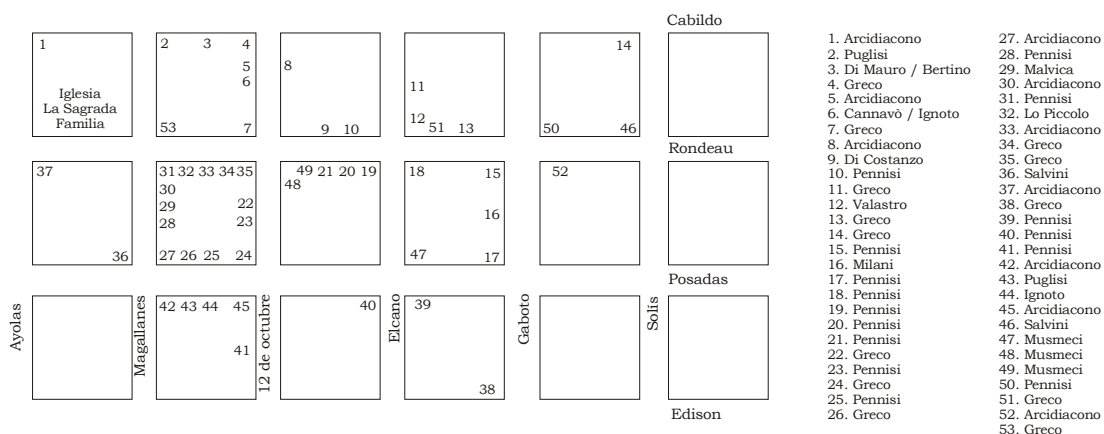 Cabildo
1 2 3 4 14
5
8 6
Iglesia
La Sagrada
Familia
11
12
53 7 9 10 51 13 50 46
Rondeau
37 31 32 33 34 35 49 21 20 19 18 15 52
30 48
29 22
28 23 16
36 27 26 25 24 47 17
Posadas
Ayolas
Magallanes
12 de octubre
Elcano
Gaboto
Solís
42 43 44 45 40 39
41
38
Edison
1. Arcidiacono
2. Puglisi
3. Di Mauro / Bertino
4. Greco
5. Arcidiacono
6. Cannavò / Ignoto
7. Greco
8. Arcidiacono
9. Di Costanzo
10. Pennisi
11. Greco
12. Valastro
13. Greco
14. Greco
15. Pennisi
16. Milani
17. Pennisi
18. Pennisi
19. Pennisi
20. Pennisi
21. Pennisi
22. Greco
23. Pennisi
24. Greco
25. Pennisi
26. Greco
27. Arcidiacono
28. Pennisi
29. Malvica
30. Arcidiacono
31. Pennisi
32. Lo Piccolo
33. Arcidiacono
34. Greco
35. Greco
36. Salvini
37. Arcidiacono
38. Greco
39. Pennisi
40. Pennisi
41. Pennisi
42. Arcidiacono
43. Puglisi
44. Ignoto
45. Arcidiacono
46. Salvini
47. Musmeci
48. Musmeci
49. Musmeci
50. Pennisi
51. Greco
52. Arcidiacono
53. Greco